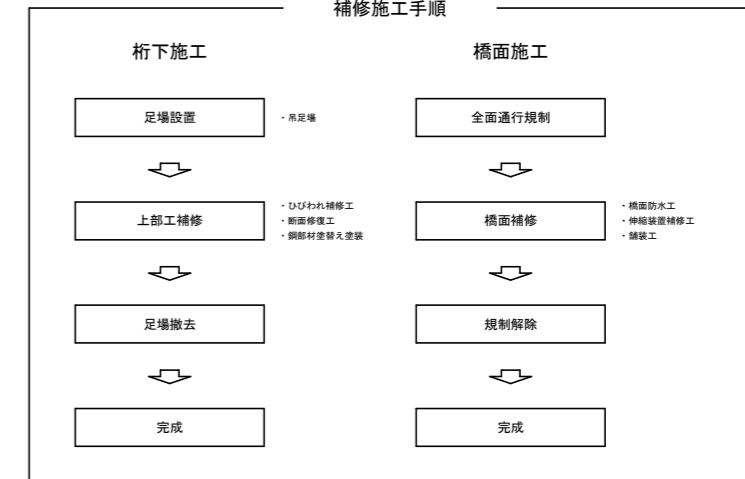 補修施工手順
桁下施工
足場設置
・吊足場
上部工補修
・ひびわれ補修工
・断面修復工
・鋼部材塗替え塗装
足場撤去
完成
橋面施工
全面通行規制
橋面補修
・橋面防水工
・伸縮装置補修工
・舗装工
規制解除
完成